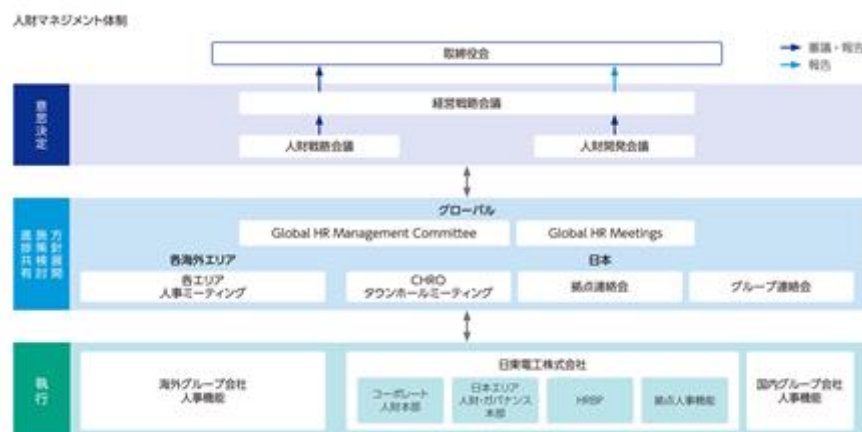 人財マネジメント体制
取締役会
審議・報告
報告
意思決定
経営戦略会議
人財戦略会議
人財開発会議
方針展開
施策検討
進捗共有
グローバル
Global HR Management Committee
Global HR Meetings
各海外エリア
日本
各エリア
人事ミーティング
CHRO
タウンホールミーティング
拠点連絡会
グループ連絡会
執行
海外グループ会社
人事機能
日東電工株式会社
コーポレート
人財本部
日本エリア
人財・ガバナンス
本部
HRBP
拠点人事機能
国内グループ会社
人事機能